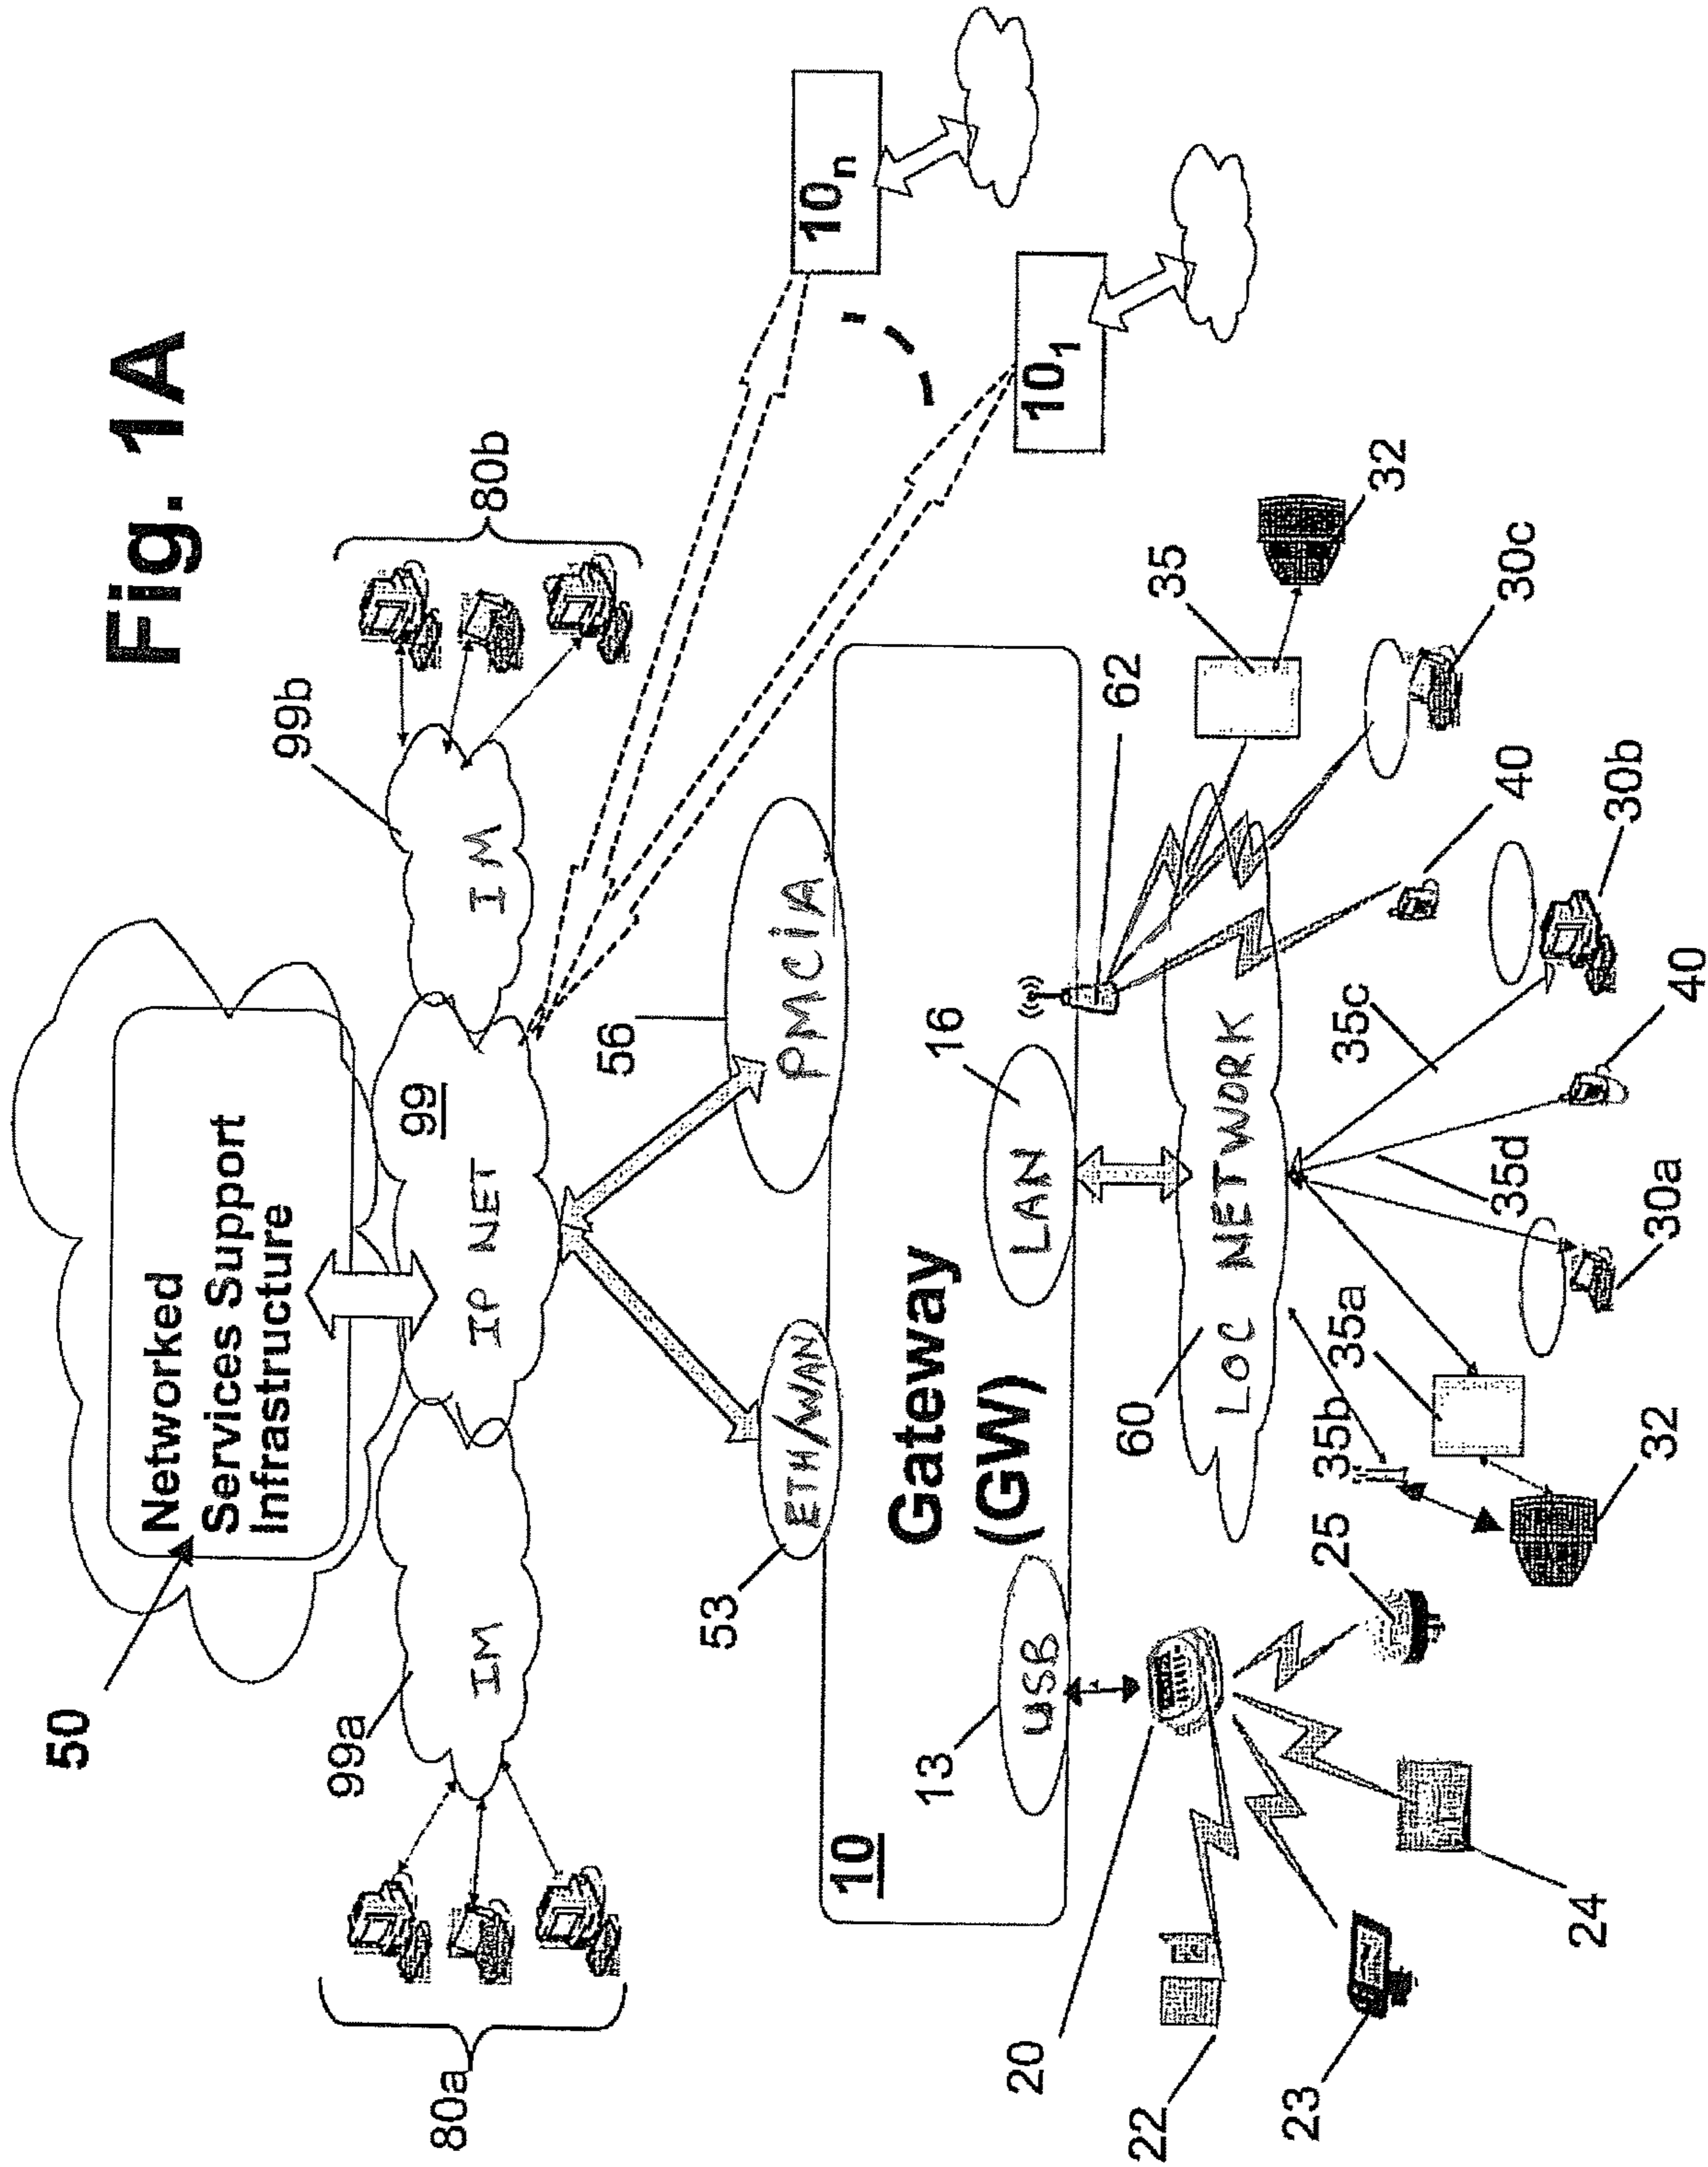 Fig. 1A
50
Networked
Services Support
Infrastructure
99a
99
99b
80a
IM
IP NET
IM
80b
53
56
ETH/WAN
PMCIA
10n
10
Gateway
(GW)
13
16
USB
LAN
62
101
20
60
LOC NETWORK
35
22
25
35b
35a
35d
35c
40
32
23
24
32
30a
40
30b
30c